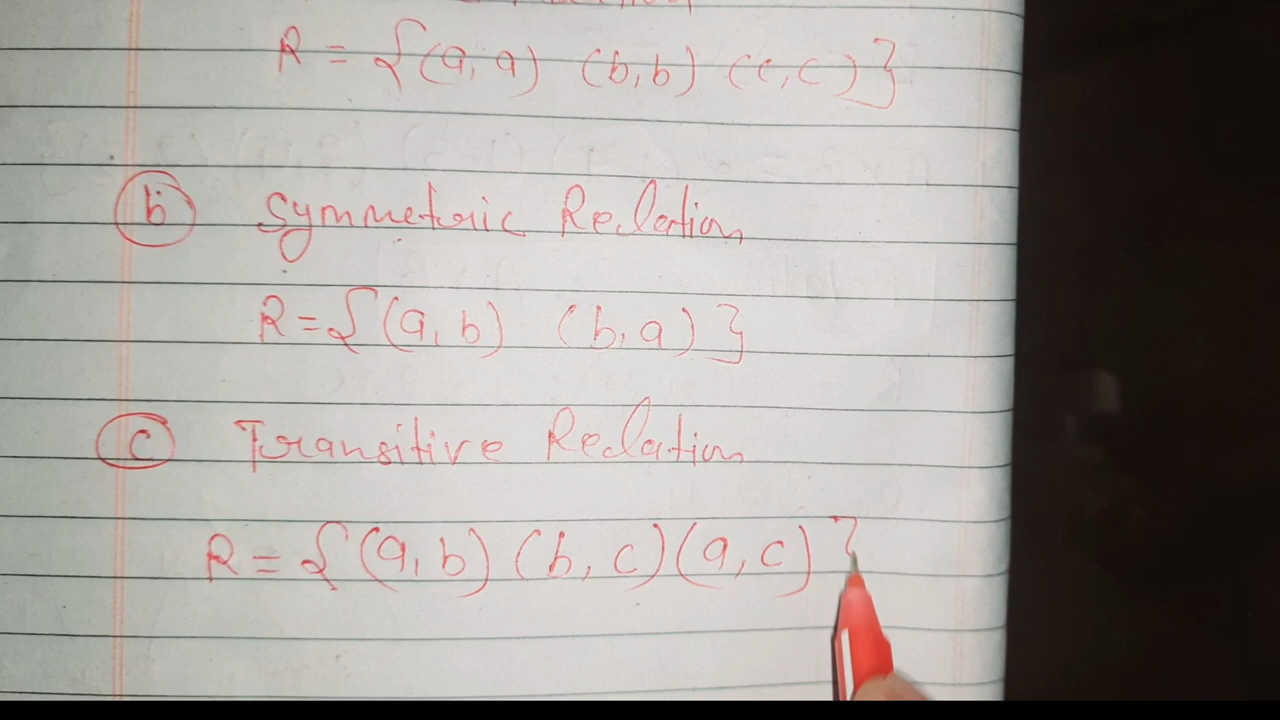 R = {(a, a) (b, b) (c, c)}
(b) Symmetric Relation
R = {(a, b) (b, a)}
(c) Transitive Relation
R = {(a, b) (b, c) (a, c)}